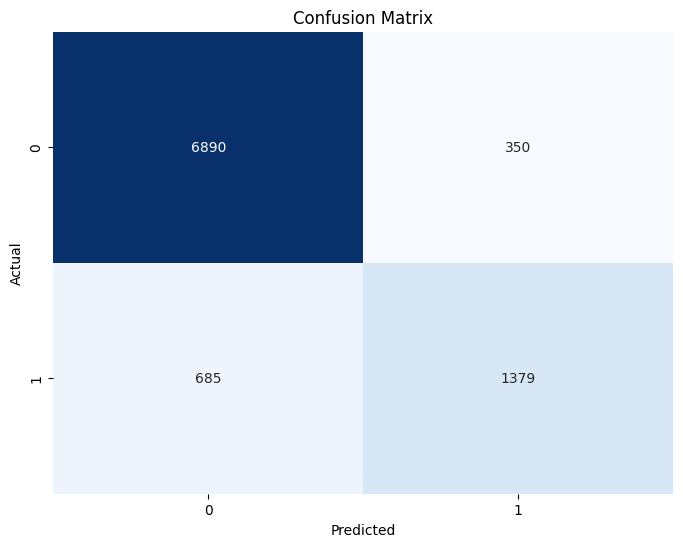 Confusion Matrix
Actual
0
6890
350
1
685
1379
0
1
Predicted